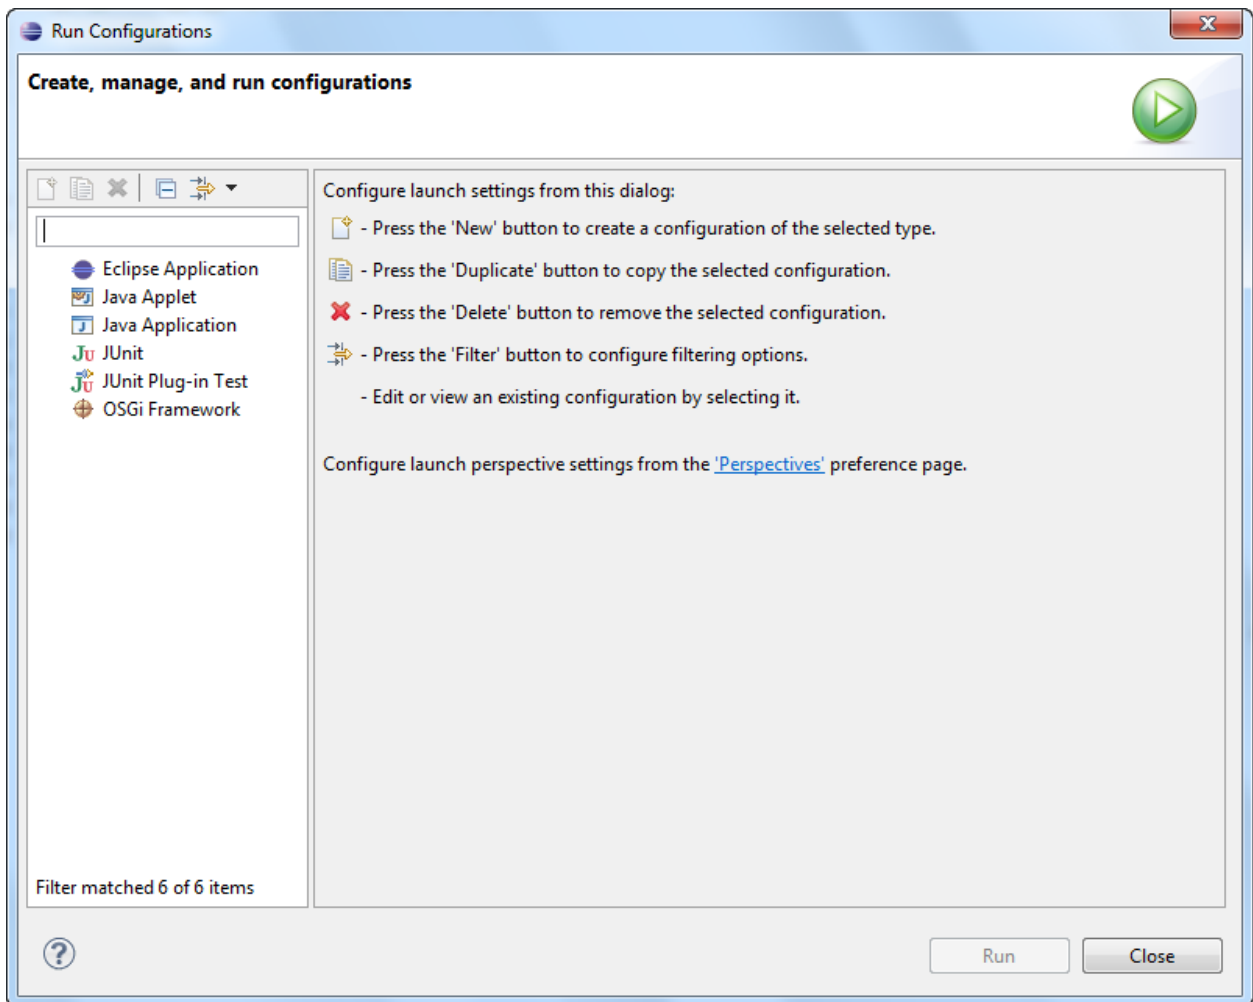 Run Configurations
Create, manage, and run configurations
Configure launch settings from this dialog:
- Press the 'New' button to create a configuration of the selected type.
- Press the 'Duplicate' button to copy the selected configuration.
- Press the 'Delete' button to remove the selected configuration.
- Press the 'Filter' button to configure filtering options.
- Edit or view an existing configuration by selecting it.
Configure launch perspective settings from the 'Perspectives' preference page.
Eclipse Application
Java Applet
Java Application
JU JUnit
JU JUnit Plug-in Test
OSGi Framework
Filter matched 6 of 6 items
Run
Close